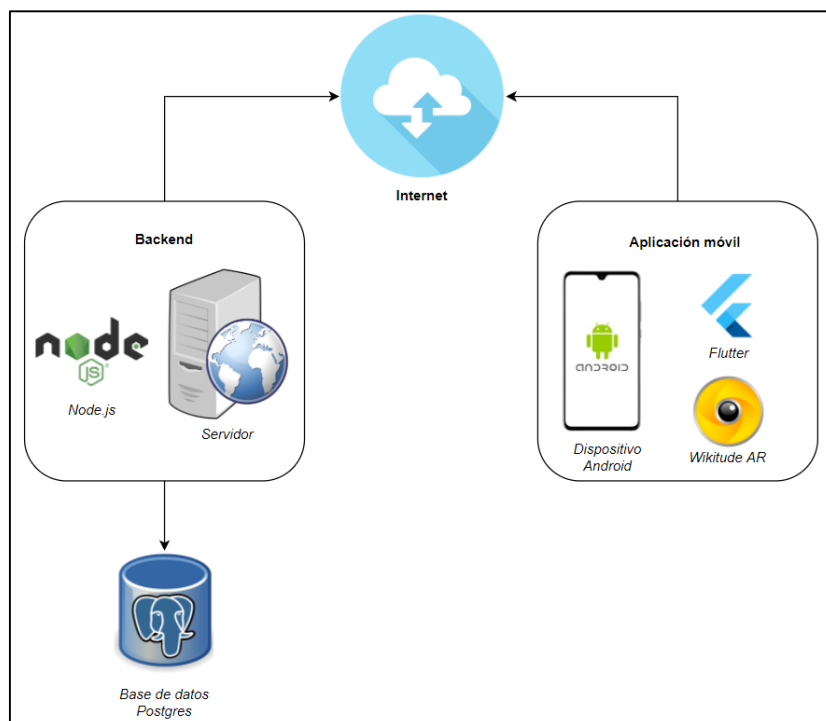 Internet
Backend
Aplicación móvil
node
JS
Node.js
Servidor
ANDROID
Flutter
Dispositivo
Android
Wikitude AR
Base de datos
Postgres